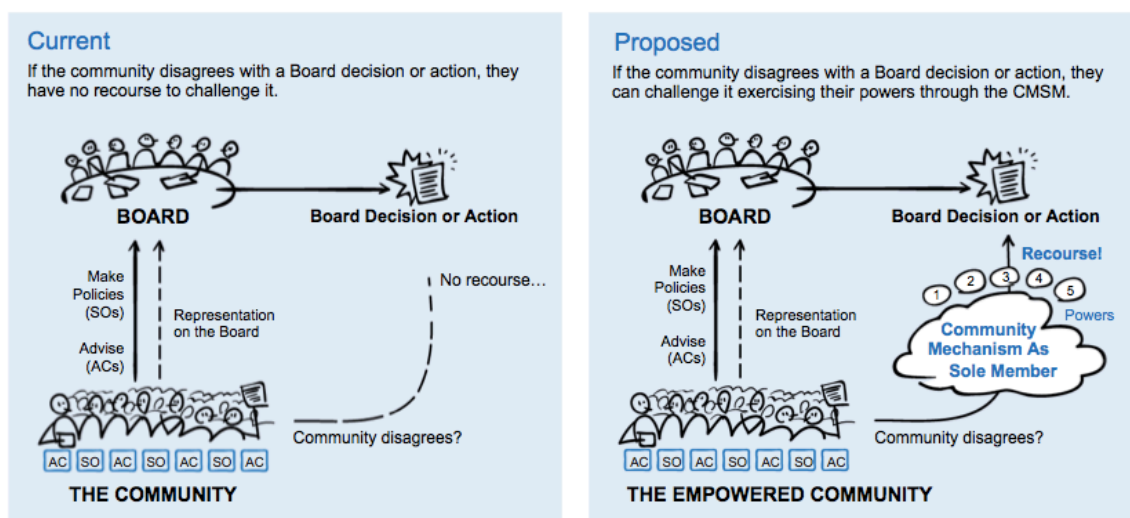 Current
If the community disagrees with a Board decision or action, they
have no recourse to challenge it.
BOARD
Board Decision or Action
Make
Policies
(SOs)
Advise
(ACs)
Representation
on the Board
No recourse…
Community disagrees?
AC SO AC SO AC SO AC
THE COMMUNITY
Proposed
If the community disagrees with a Board decision or action, they
can challenge it exercising their powers through the CMSM.
BOARD
Board Decision or Action
Make
Policies
(SOs)
Advise
(ACs)
Representation
on the Board
Recourse!
1 2 3 4 5
Powers
Community
Mechanism As
Sole Member
Community disagrees?
AC SO AC SO AC SO AC
THE EMPOWERED COMMUNITY